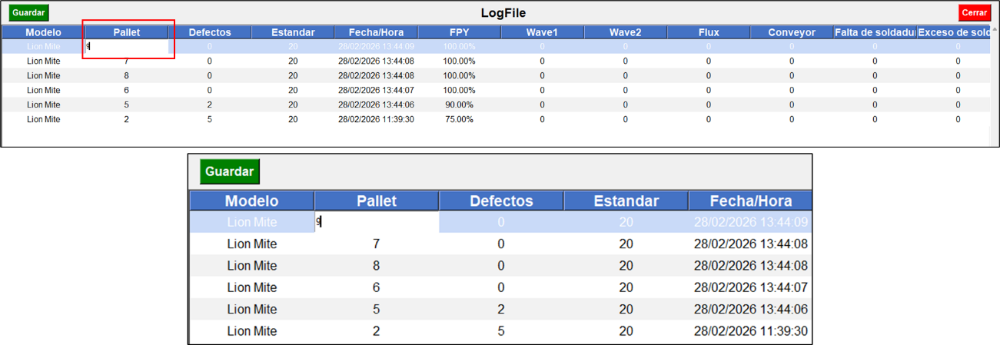 Guardar LogFile Cerrar
Modelo Pallet Defectos Estandar Fecha/Hora FPY Wave1 Wave2 Flux Conveyor Falta de soldadu Exceso de sold
Lion Mite 9 0 20 28/02/2026 13:44:09 100.00% 0 0 0 0 0 0
Lion Mite 7 0 20 28/02/2026 13:44:08 100.00% 0 0 0 0 0 0
Lion Mite 8 0 20 28/02/2026 13:44:08 100.00% 0 0 0 0 0 0
Lion Mite 6 0 20 28/02/2026 13:44:07 100.00% 0 0 0 0 0 0
Lion Mite 5 2 20 28/02/2026 13:44:06 90.00% 0 0 0 0 0 0
Lion Mite 2 5 20 28/02/2026 11:39:30 75.00% 0 0 0 0 0 0
Guardar
Modelo Pallet Defectos Estandar Fecha/Hora
Lion Mite 9 0 20 28/02/2026 13:44:09
Lion Mite 7 0 20 28/02/2026 13:44:08
Lion Mite 8 0 20 28/02/2026 13:44:08
Lion Mite 6 0 20 28/02/2026 13:44:07
Lion Mite 5 2 20 28/02/2026 13:44:06
Lion Mite 2 5 20 28/02/2026 11:39:30